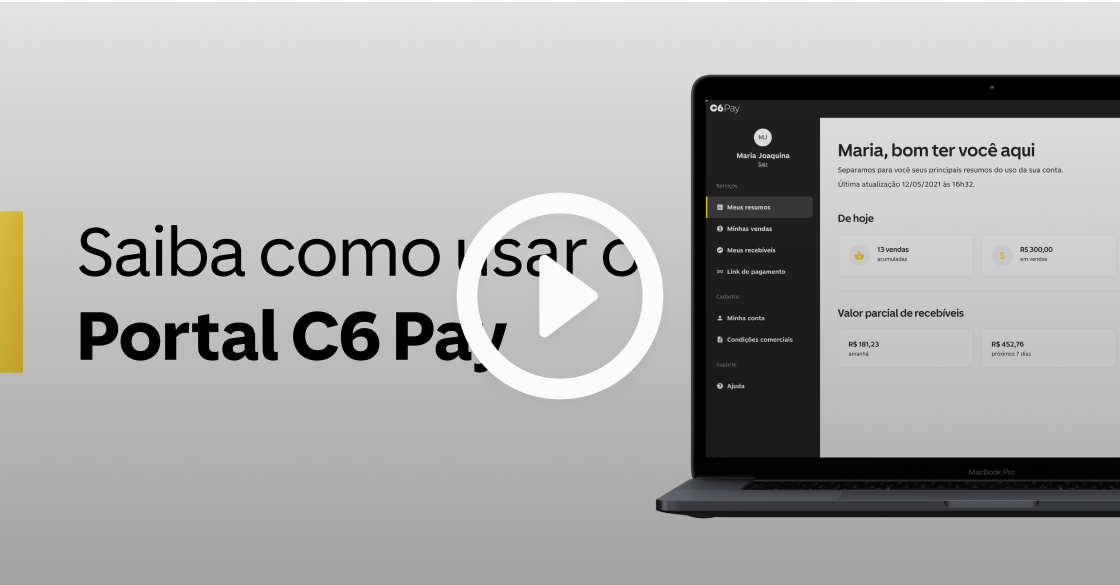 Saiba como usar o
Portal C6 Pay
C6 Pay
MJ
Maria Joaquina
Sair
Serviços
Meus resumos
Minhas vendas
Meus recebíveis
Link de pagamento
Cadastro
Minha conta
Condições comerciais
Suporte
Ajuda
Maria, bom ter você aqui
Separamos para você seus principais resumos do uso da sua conta.
Última atualização 12/05/2021 às 16h32.
De hoje
13 vendas
acumuladas
$
RS 300,00
em vendas
Valor parcial de recebíveis
R$ 181,23
amanhã
R$ 452,76
próximos 7 dias
MacBook Pro